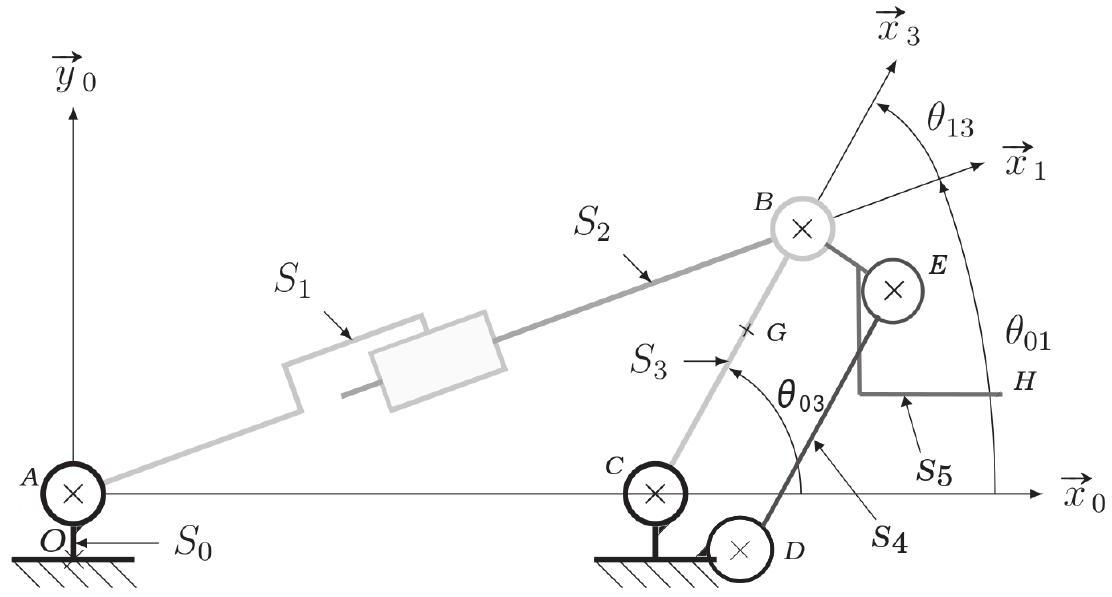 x⃗ 3
y⃗ 0
θ13
x⃗ 1
B
S2
E
S1
θ01
G
S3
H
θ03
A
C
S5
x⃗ 0
O
S0
D
S4